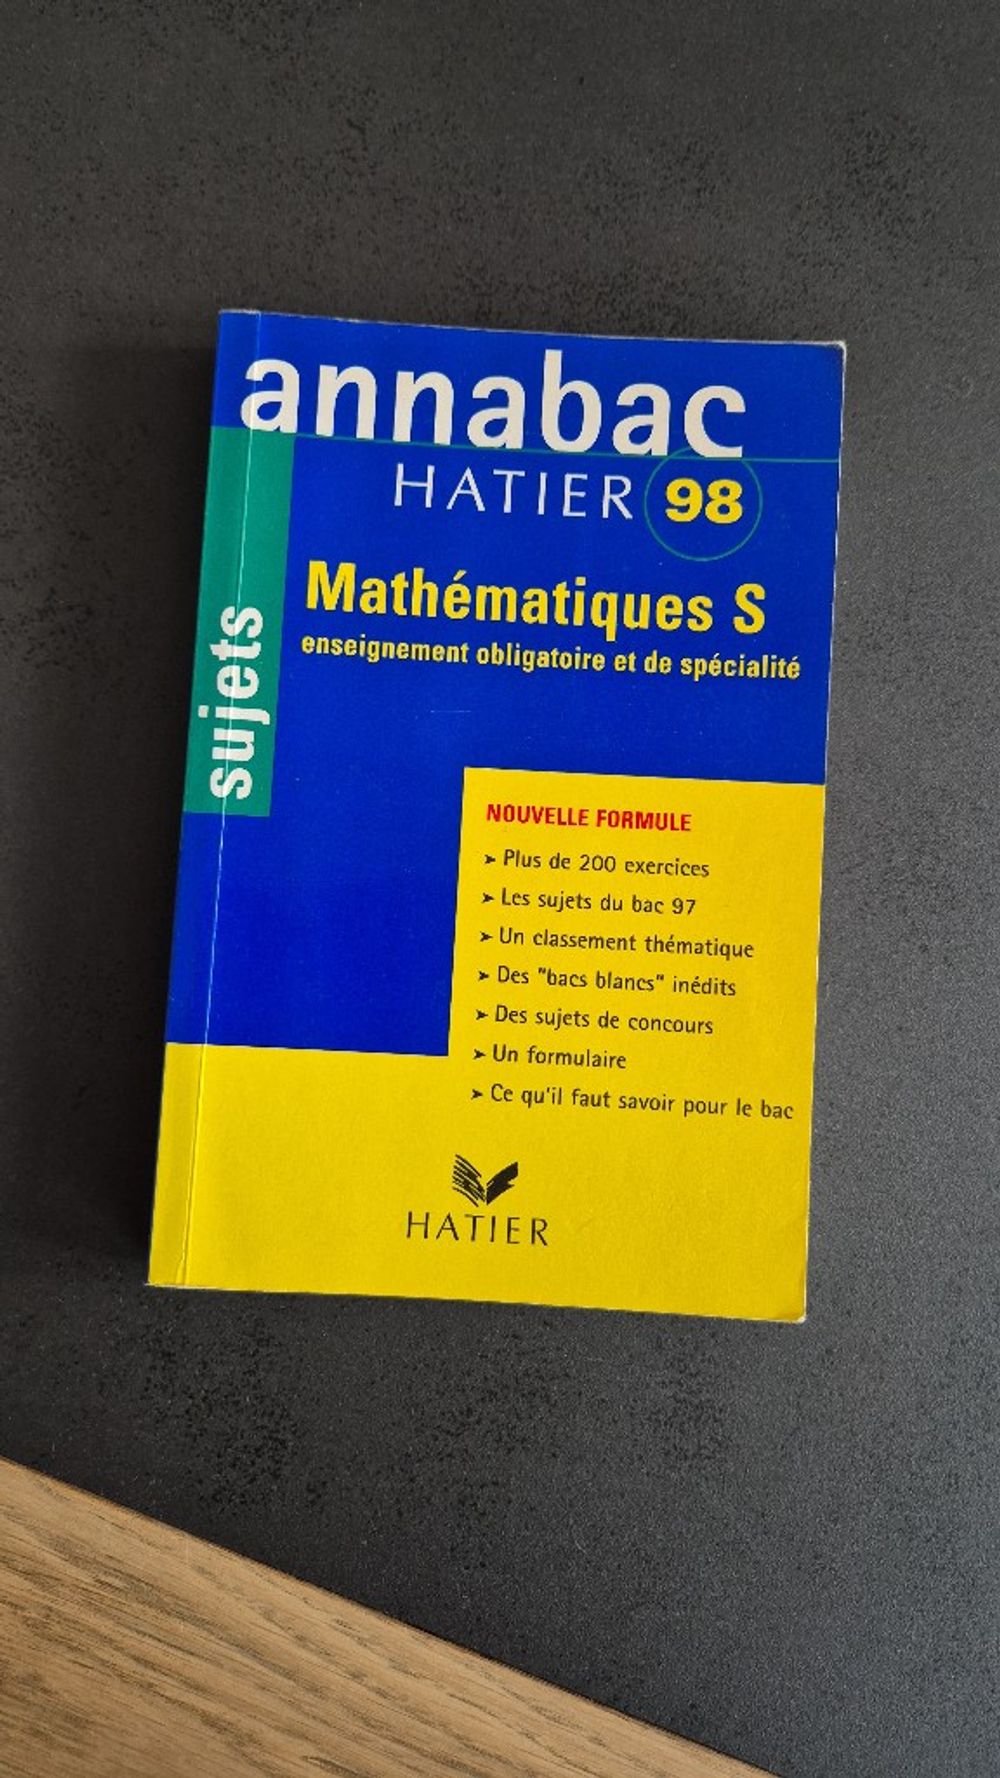 annabac
HATIER 98
Mathématiques S
enseignement obligatoire et de spécialité
sujets
NOUVELLE FORMULE
➤ Plus de 200 exercices
➤ Les sujets du bac 97
➤ Un classement thématique
➤ Des "bacs blancs" inédits
➤ Des sujets de concours
➤ Un formulaire
➤ Ce qu'il faut savoir pour le bac
HATIER